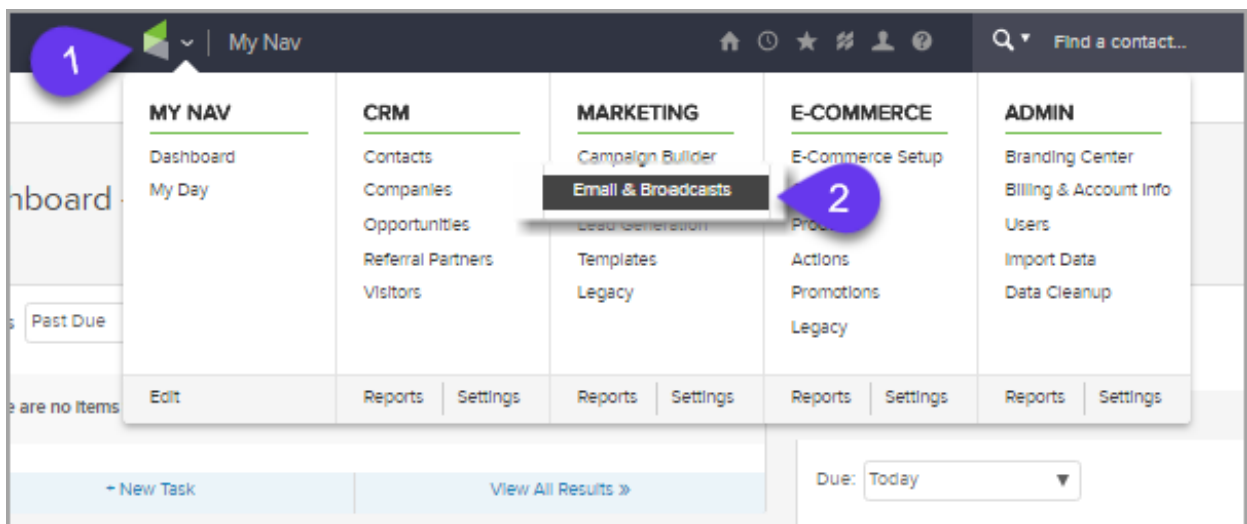 1
My Nav
Find a contact...
MY NAV
CRM
MARKETING
E-COMMERCE
ADMIN
Dashboard
Contacts
Campaign Builder
E-Commerce Setup
Branding Center
My Day
Companies
Email & Broadcasts
2
Billing & Account Info
Opportunities
Lead Generation
Users
Referral Partners
Templates
Actions
Import Data
Visitors
Legacy
Promotions
Data Cleanup
Legacy
Past Due
Edit
Reports
Settings
Reports
Settings
Reports
Settings
Reports
Settings
e are no items
+ New Task
View All Results »
Due: Today